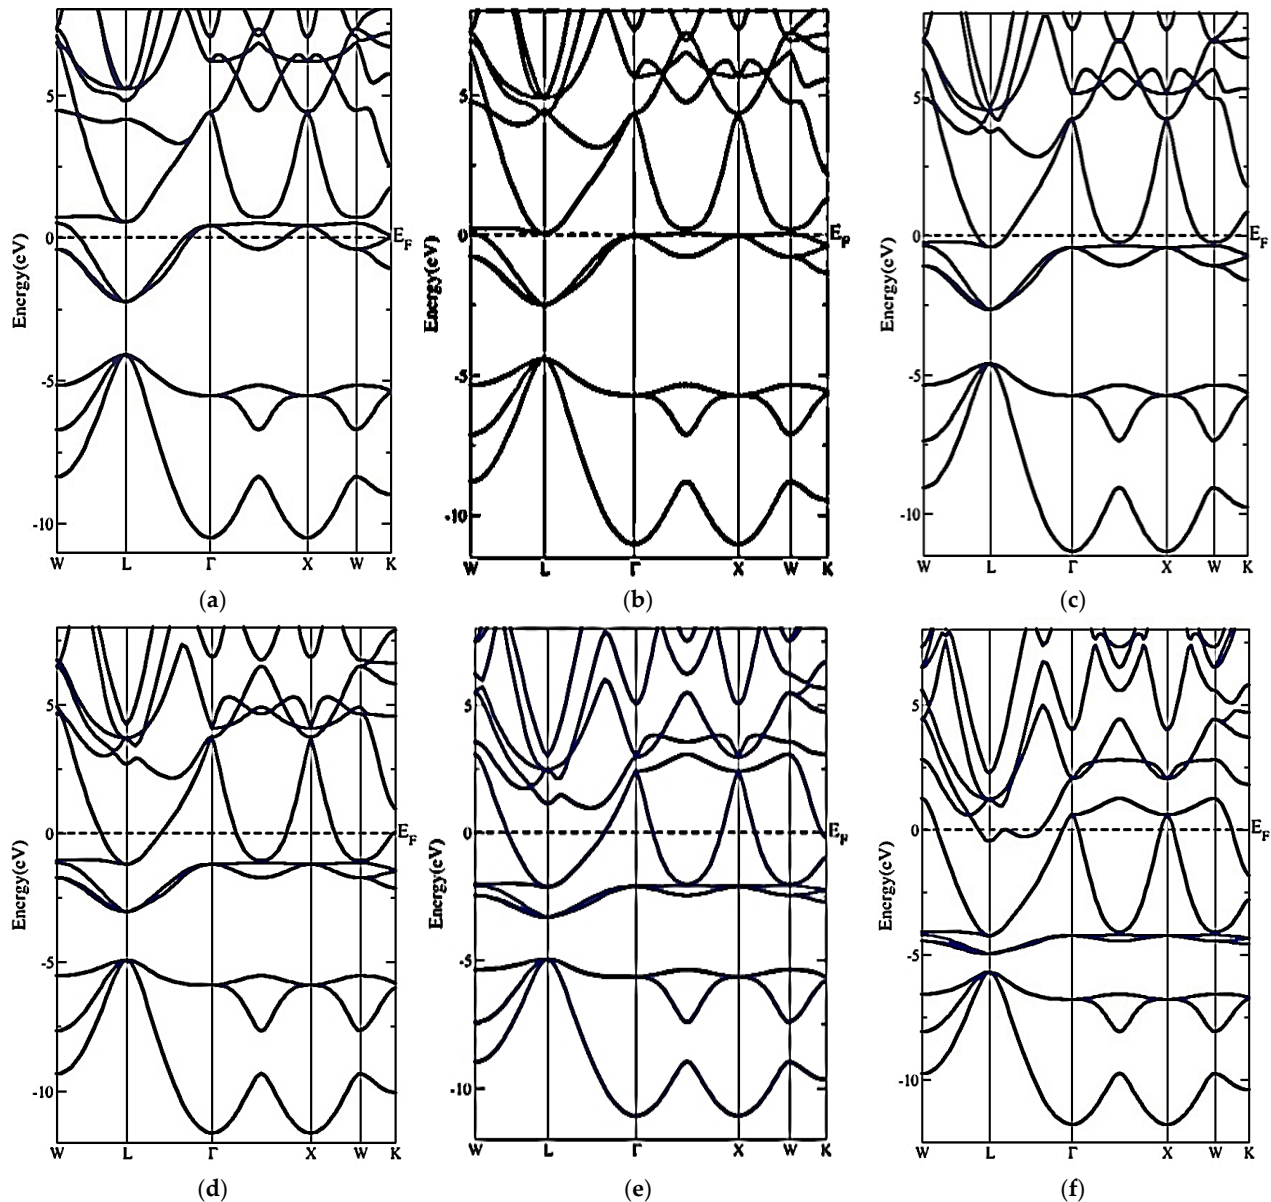 5
0
-5
-10
Energy(eV)
E_F
W L Γ X W K
(a)
5
0
-5
-10
Energy(eV)
E_F
W L Γ X W K
(b)
5
0
-5
-10
Energy(eV)
E_F
W L Γ X W K
(c)
5
0
-5
-10
Energy(eV)
E_F
W L Γ X W K
(d)
5
0
-5
-10
Energy(eV)
E_F
W L Γ X W K
(e)
5
0
-5
-10
Energy(eV)
E_F
W L Γ X W K
(f)